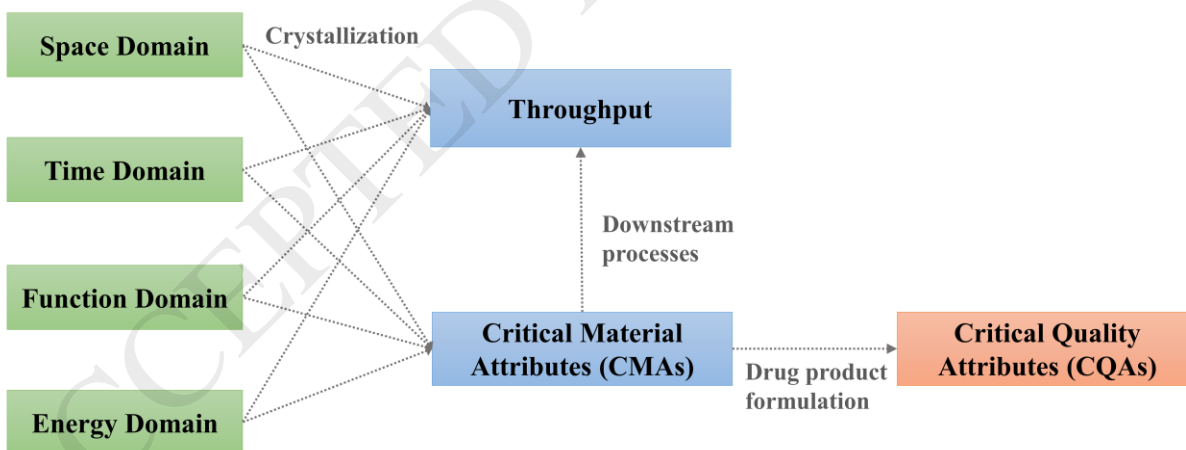 Space Domain
Crystallization
Throughput
Time Domain
Downstream
processes
Function Domain
Critical Material
Attributes (CMAs)
Critical Quality
Attributes (CQAs)
Drug product
formulation
Energy Domain
CCEPTED